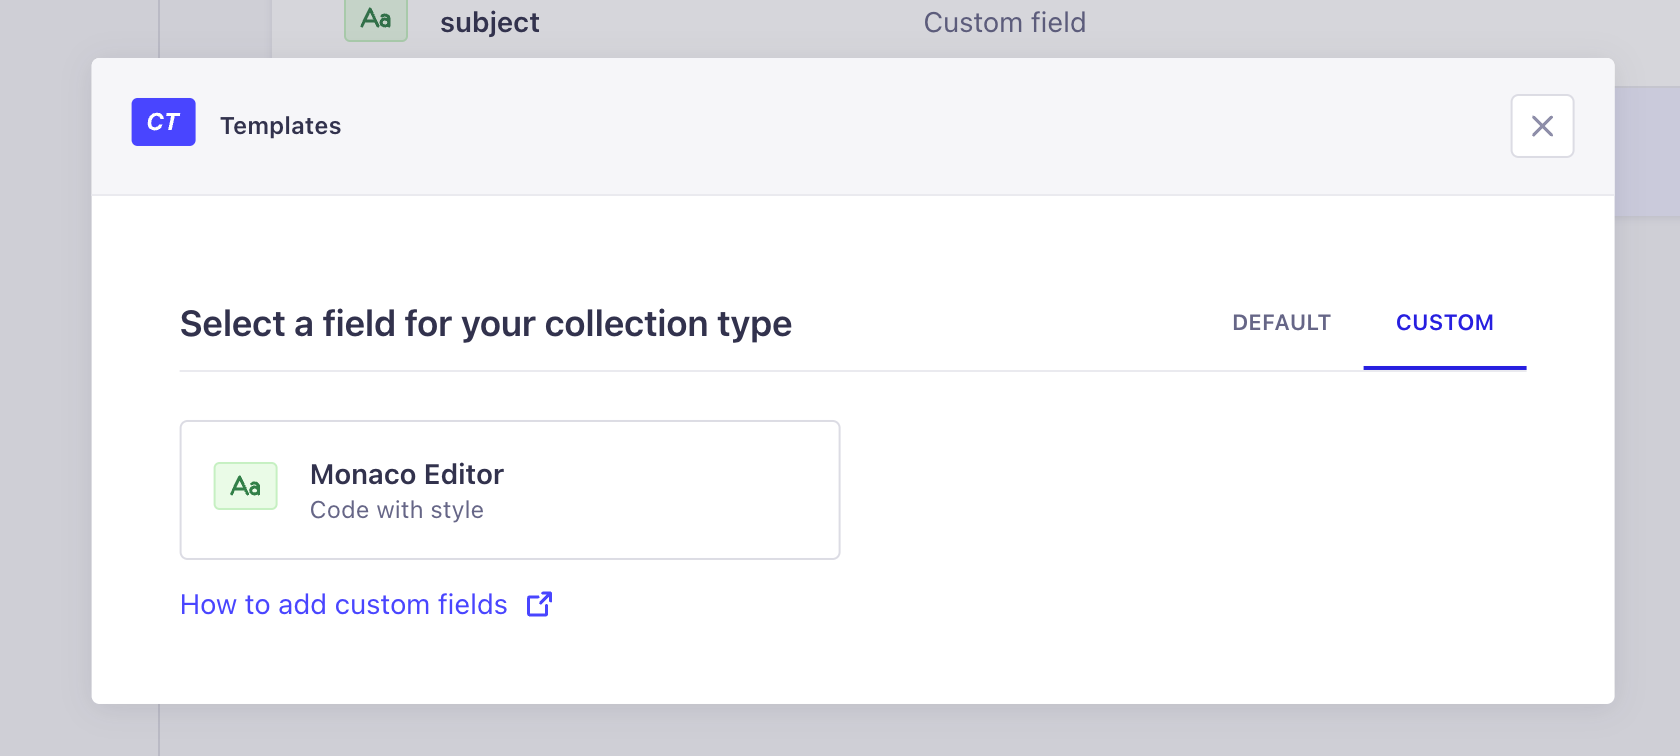 Aa
subject
Custom field
CT
Templates
Select a field for your collection type
DEFAULT
CUSTOM
Aa
Monaco Editor
Code with style
How to add custom fields